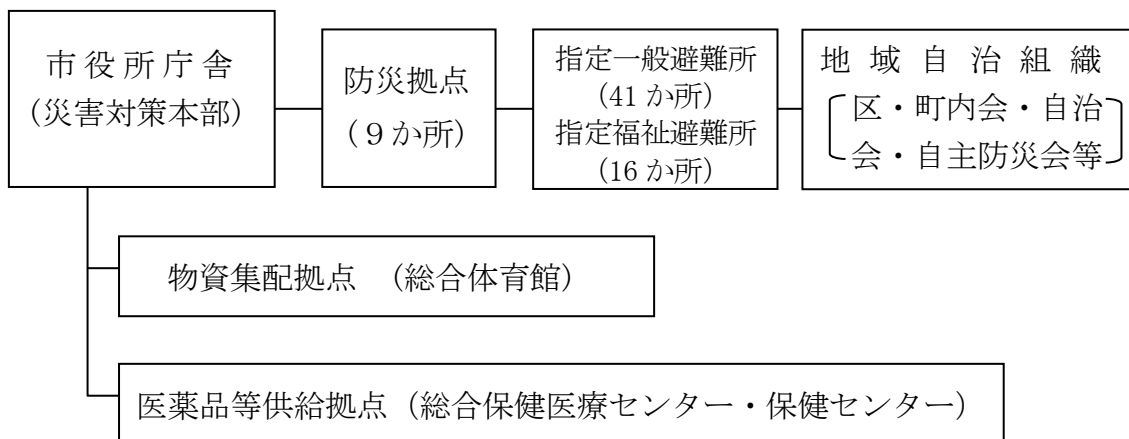 市役所庁舎
(災害対策本部)
防災拠点
(９か所)
指定一般避難所
(41か所)
指定福祉避難所
(16か所)
地域自治組織
区・町内会・自治
会・自主防災会等
物資集配拠点 (総合体育館)
医薬品等供給拠点 (総合保健医療センター・保健センター)